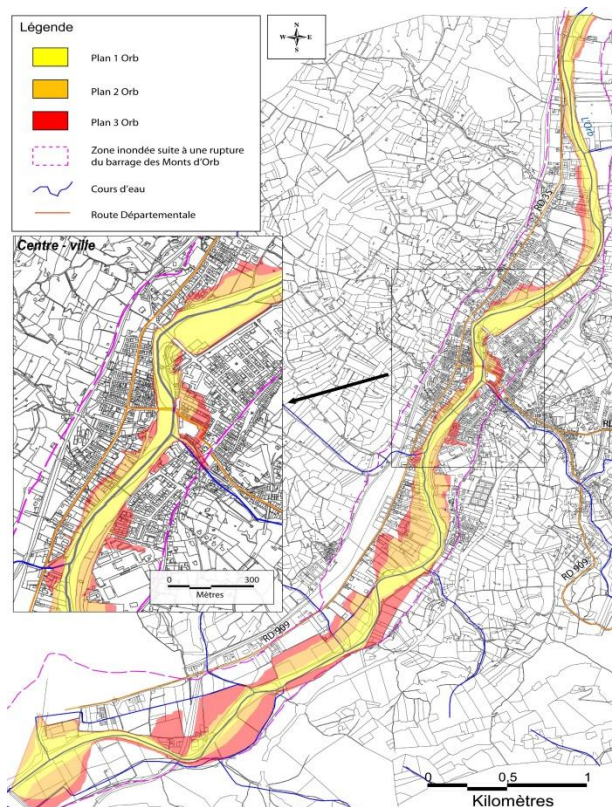 Légende
Plan 1 Orb
Plan 2 Orb
Plan 3 Orb
Zone inondée suite à une rupture
du barrage des Monts d'Orb
Cours d'eau
Route Départementale
N
W E
S
L'Orb
RD 35
Centre - ville
0 300
Mètres
RD 909
RD 909
0 0,5 1
Kilomètres